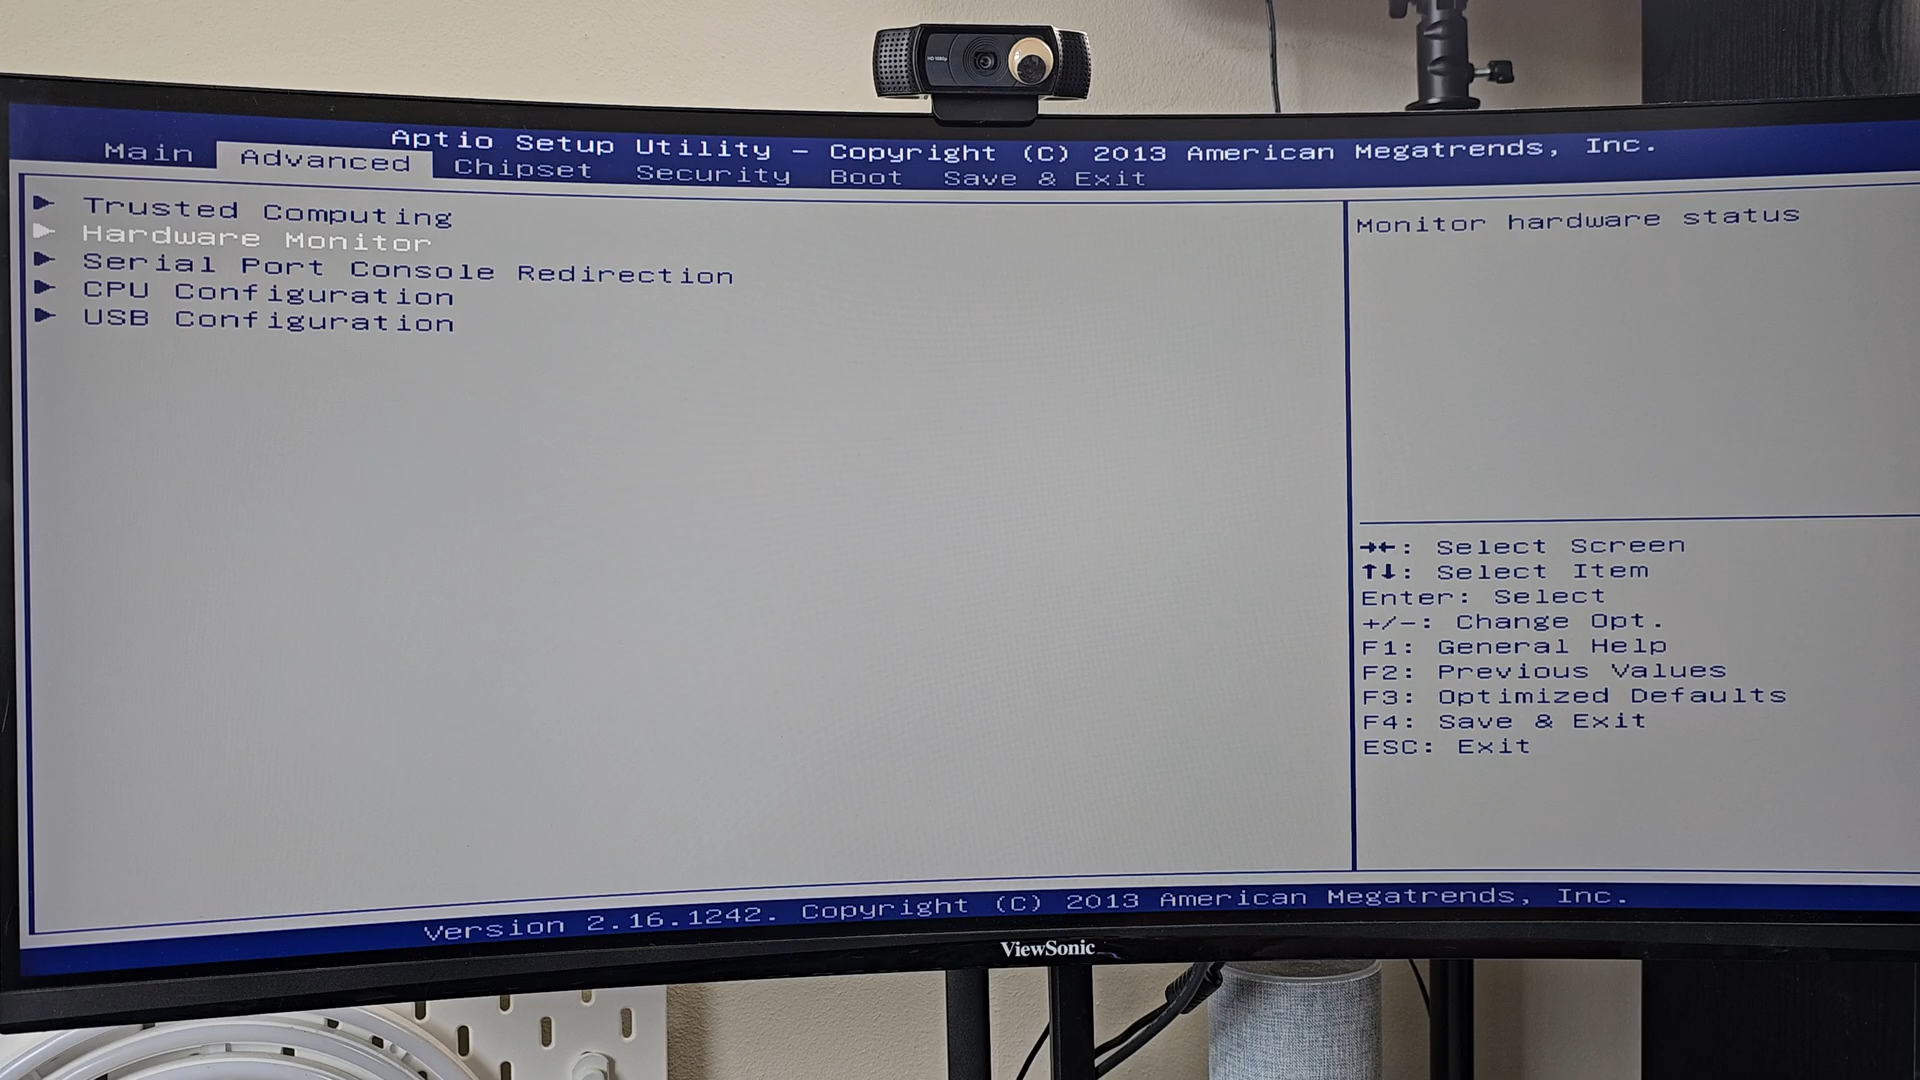 HD 1080p
Aptio Setup Utility – Copyright (C) 2013 American Megatrends, Inc.
Main Advanced Chipset Security Boot Save & Exit
► Trusted Computing
► Hardware Monitor
► Serial Port Console Redirection
► CPU Configuration
► USB Configuration
Monitor hardware status
→←: Select Screen
↑↓: Select Item
Enter: Select
+/-: Change Opt.
F1: General Help
F2: Previous Values
F3: Optimized Defaults
F4: Save & Exit
ESC: Exit
Version 2.16.1242. Copyright (C) 2013 American Megatrends, Inc.
ViewSonic